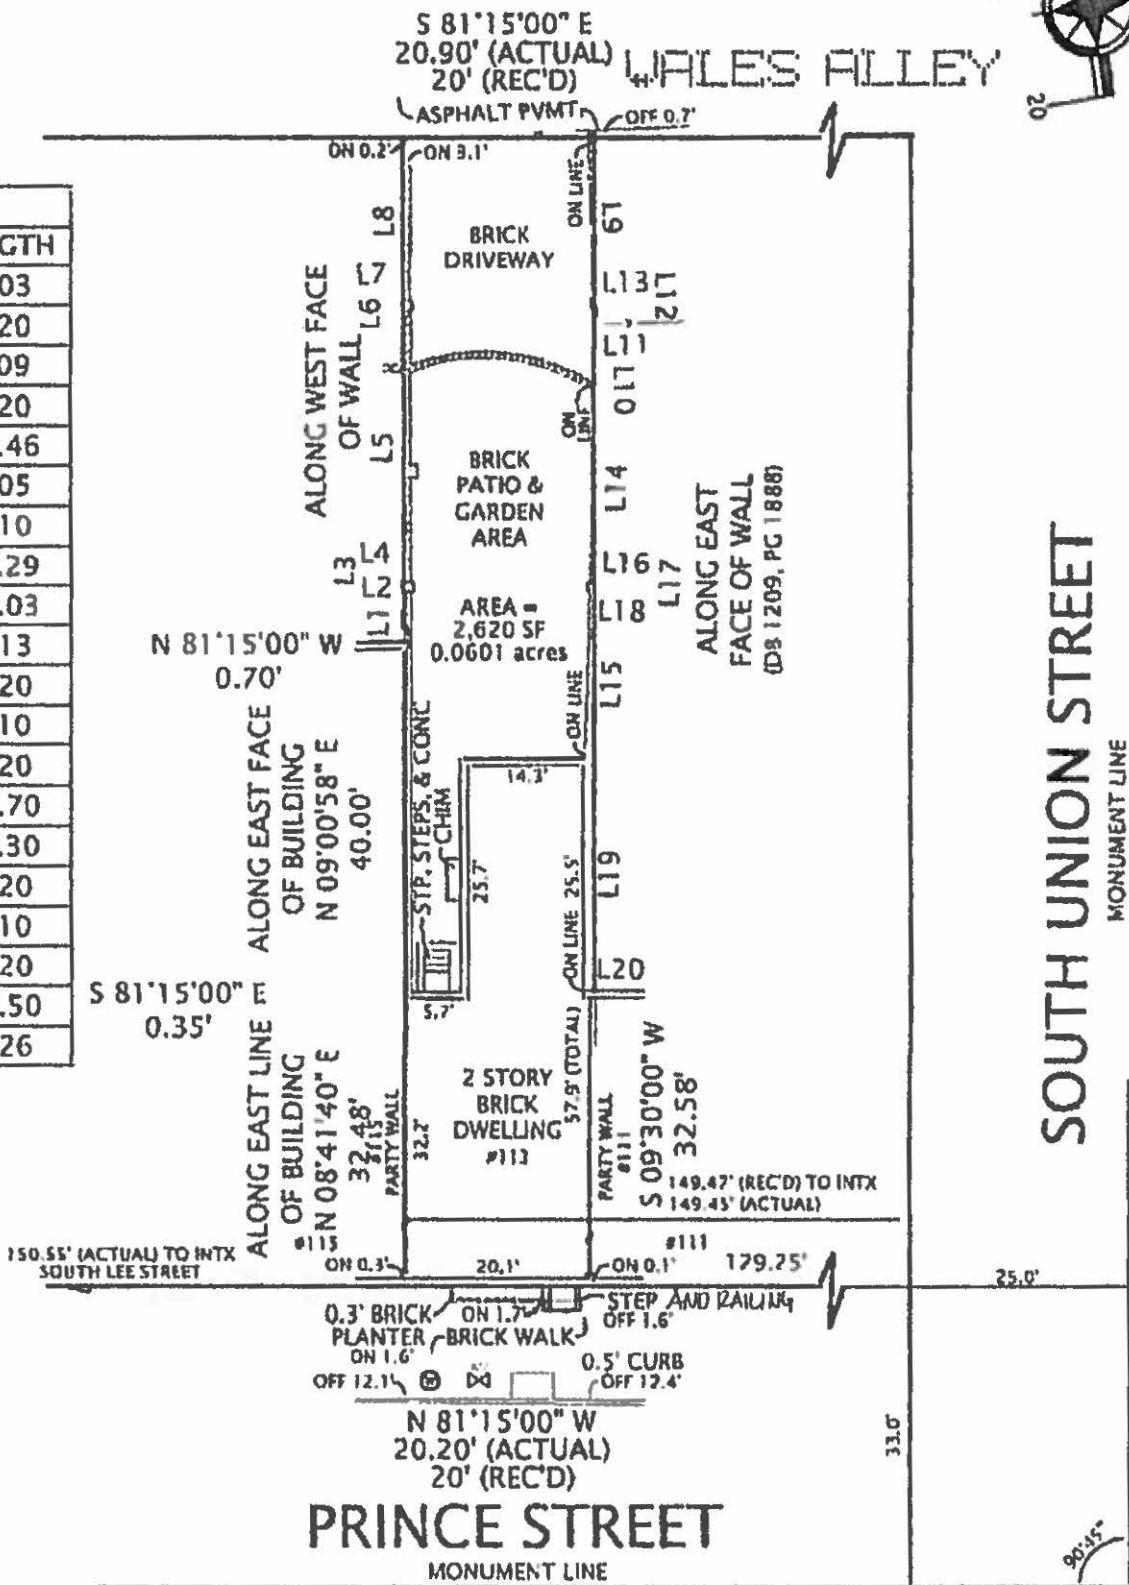 S 81°15'00" E
20.90' (ACTUAL)
20' (REC'D)
WALES ALLEY
20
ASPHALT PVMT
OFF 0.7'
ON 0.2'
ON 3.1'
ON LINE
L8
L9
BRICK
DRIVEWAY
L7
L6
L13
L12
L11
L10
ALONG WEST FACE
OF WALL
L5
ON
LINE
BRICK
PATIO &
GARDEN
AREA
L14
ALONG EAST
FACE OF WALL
(DB 1209, PG 1888)
L4
L3
L2
L1
L16
L17
L18
AREA =
2,620 SF
0.0601 acres
L15
ON LINE
N 81°15'00" W
0.70'
GTH
03
20
09
20
.46
05
10
.29
.03
13
20
10
20
.70
.30
20
10
20
.50
26
ALONG EAST FACE
OF BUILDING
N 09°00'58" E
40.00'
STP. STEPS, & CONC
CHIM
14.3'
25.7'
ON LINE 25.5'
L19
L20
5.7'
S 81°15'00" E
0.35'
ALONG EAST LINE
OF BUILDING
N 08°41'40" E
32.48'
#115
PARTY WALL
32.2'
2 STORY
BRICK
DWELLING
#113
57.9' (TOTAL)
PARTY WALL
#111
S 09°30'00" W
32.58'
149.47' (REC'D) TO INTX
149.45' (ACTUAL)
#115
#111
150.55' (ACTUAL) TO INTX
SOUTH LEE STREET
ON 0.3'
20.1'
ON 0.1'
179.25'
25.0'
0.3' BRICK
PLANTER
ON 1.6'
ON 1.7'
BRICK WALK
STEP AND RAILING
OFF 1.6'
0.5' CURB
OFF 12.1'
W
OFF 12.4'
N 81°15'00" W
20.20' (ACTUAL)
20' (REC'D)
PRINCE STREET
MONUMENT LINE
SOUTH UNION STREET
MONUMENT LINE
33.0'
90°45"